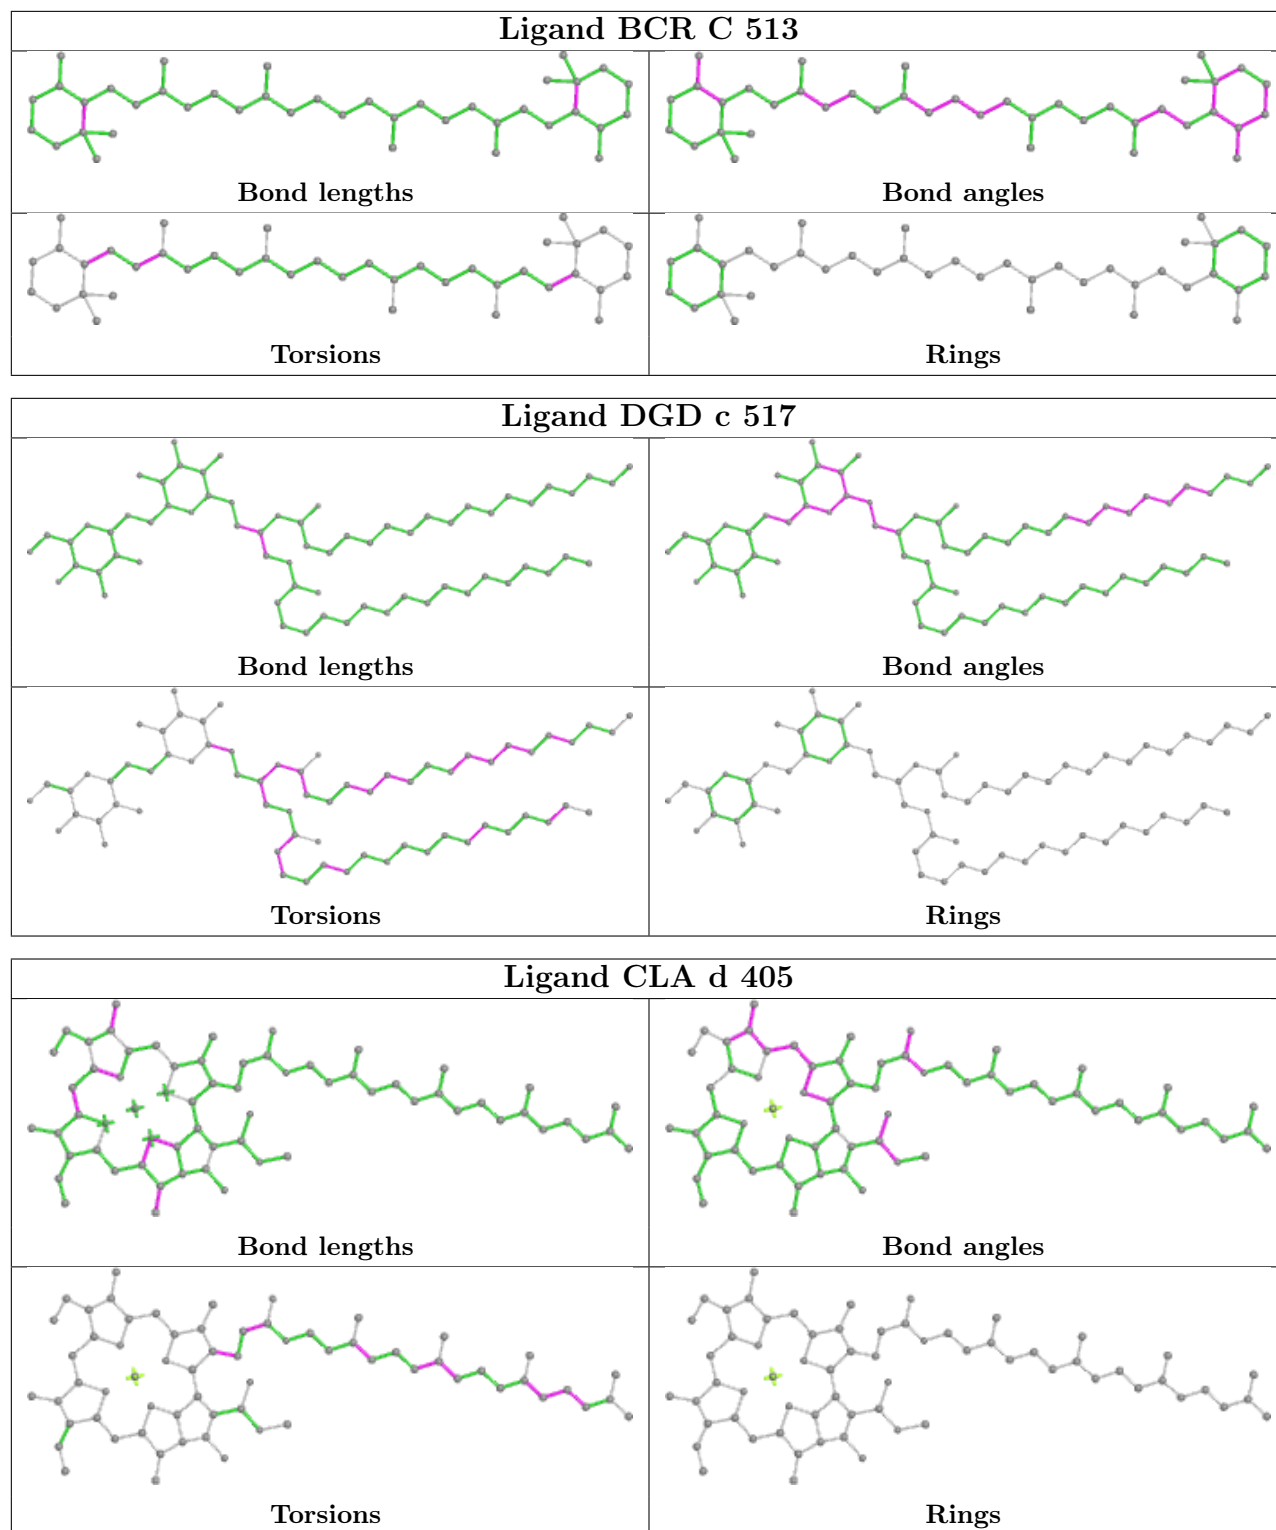 Ligand BCR C 513
Bond lengths
Bond angles
Torsions
Rings
Ligand DGD c 517
Bond lengths
Bond angles
Torsions
Rings
Ligand CLA d 405
Bond lengths
Bond angles
Torsions
Rings